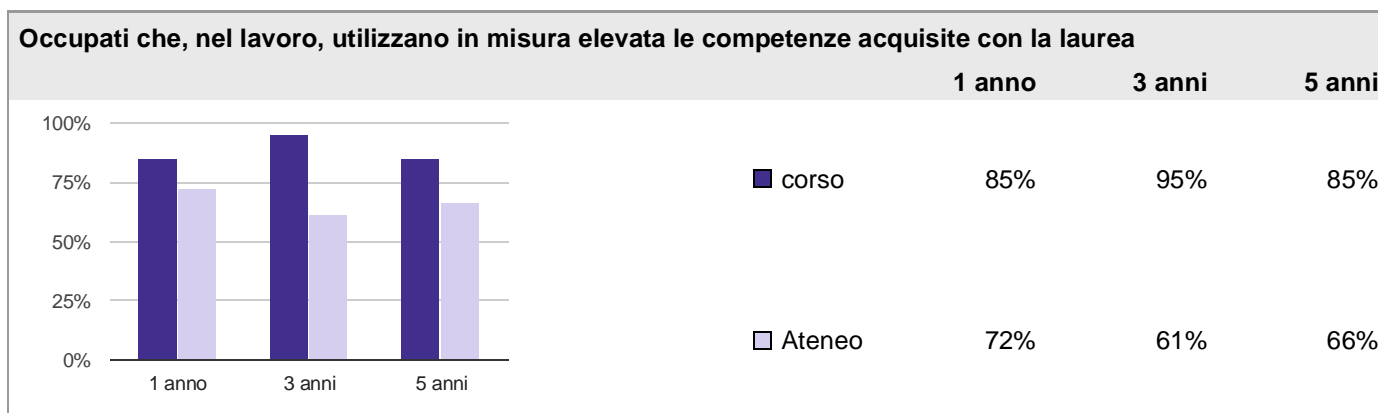 Occupati che, nel lavoro, utilizzano in misura elevata le competenze acquisite con la laurea
1 anno 3 anni 5 anni
100%
75%
50%
25%
0%
1 anno 3 anni 5 anni
corso 85% 95% 85%
Ateneo 72% 61% 66%